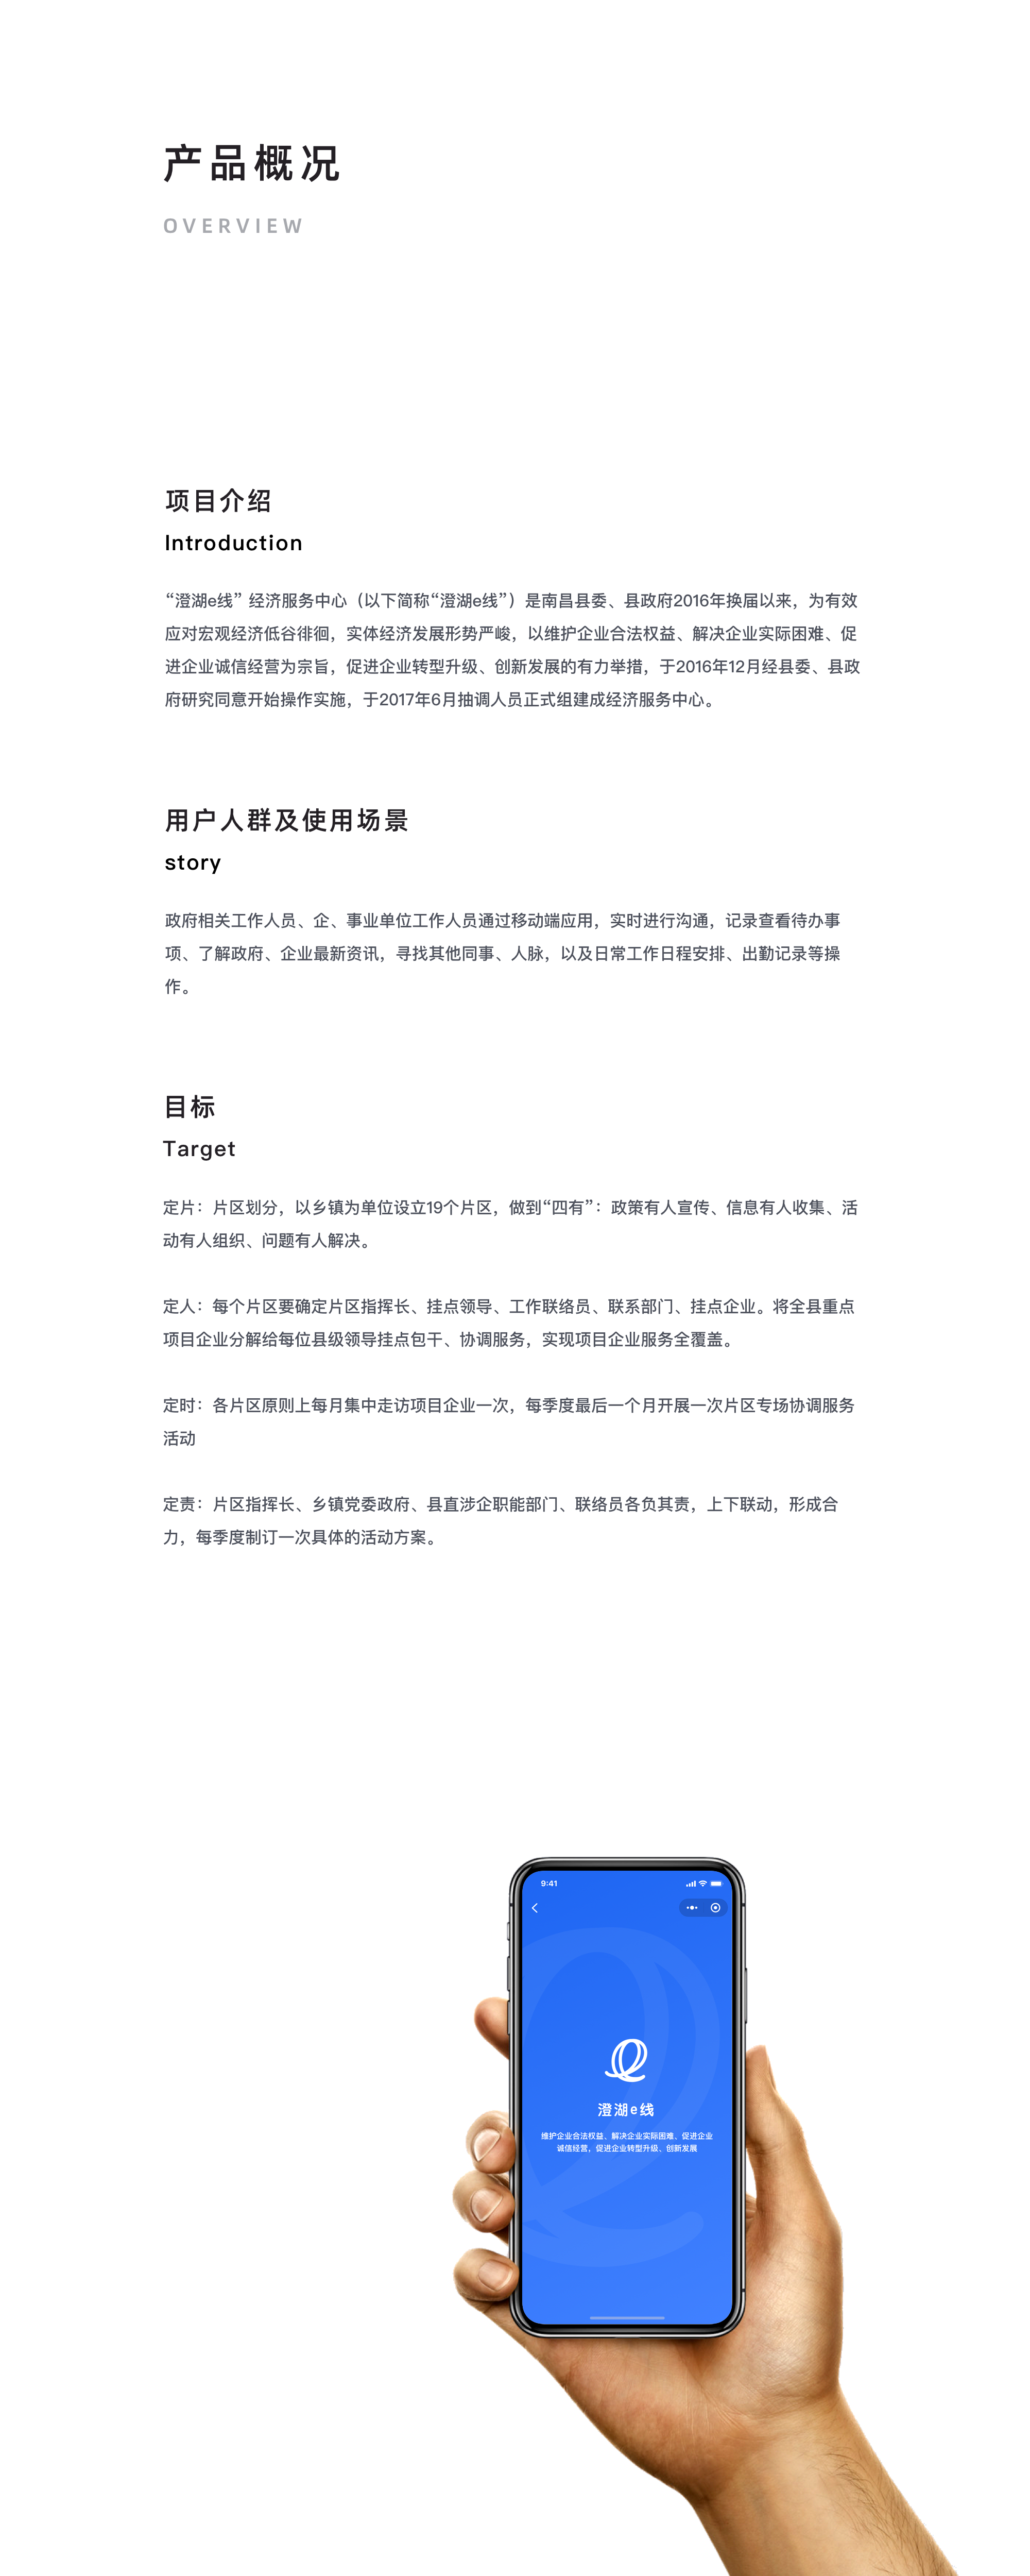 产品概况
OVERVIEW
项目介绍
Introduction
“澄湖e线” 经济服务中心（以下简称“澄湖e线”）是南昌县委、县政府2016年换届以来，为有效
应对宏观经济低谷徘徊，实体经济发展形势严峻，以维护企业合法权益、解决企业实际困难、促
进企业诚信经营为宗旨，促进企业转型升级、创新发展的有力举措，于2016年12月经县委、县政
府研究同意开始操作实施，于2017年6月抽调人员正式组建成经济服务中心。
用户人群及使用场景
story
政府相关工作人员、企、事业单位工作人员通过移动端应用，实时进行沟通，记录查看待办事
项、了解政府、企业最新资讯，寻找其他同事、人脉，以及日常工作日程安排、出勤记录等操
作。
目标
Target
定片：片区划分，以乡镇为单位设立19个片区，做到“四有”：政策有人宣传、信息有人收集、活
动有人组织、问题有人解决。
定人：每个片区要确定片区指挥长、挂点领导、工作联络员、联系部门、挂点企业。将全县重点
项目企业分解给每位县级领导挂点包干、协调服务，实现项目企业服务全覆盖。
定时：各片区原则上每月集中走访项目企业一次，每季度最后一个月开展一次片区专场协调服务
活动
定责：片区指挥长、乡镇党委政府、县直涉企职能部门、联络员各负其责，上下联动，形成合
力，每季度制订一次具体的活动方案。
9:41
澄湖e线
维护企业合法权益、解决企业实际困难、促进企业
诚信经营，促进企业转型升级、创新发展